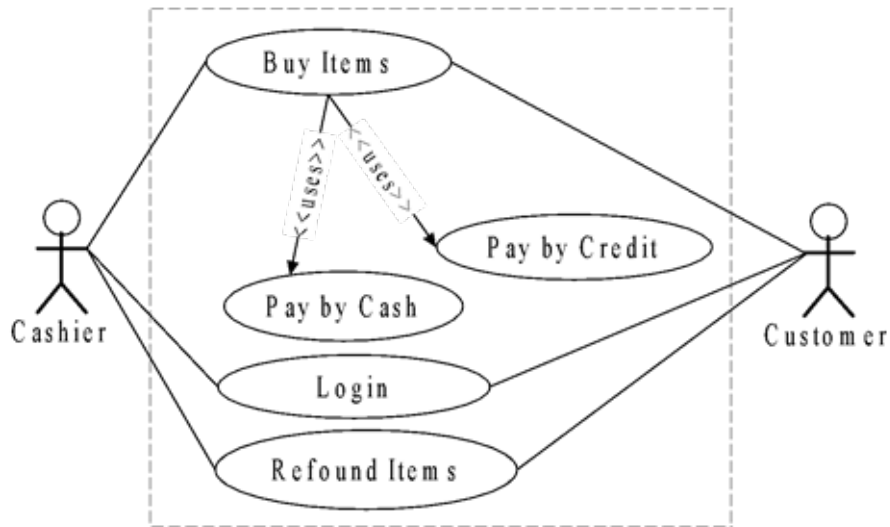 Buy Items
<<uses>>
<<uses>>
Pay by Credit
Pay by Cash
Cashier
Customer
Login
Refound Items